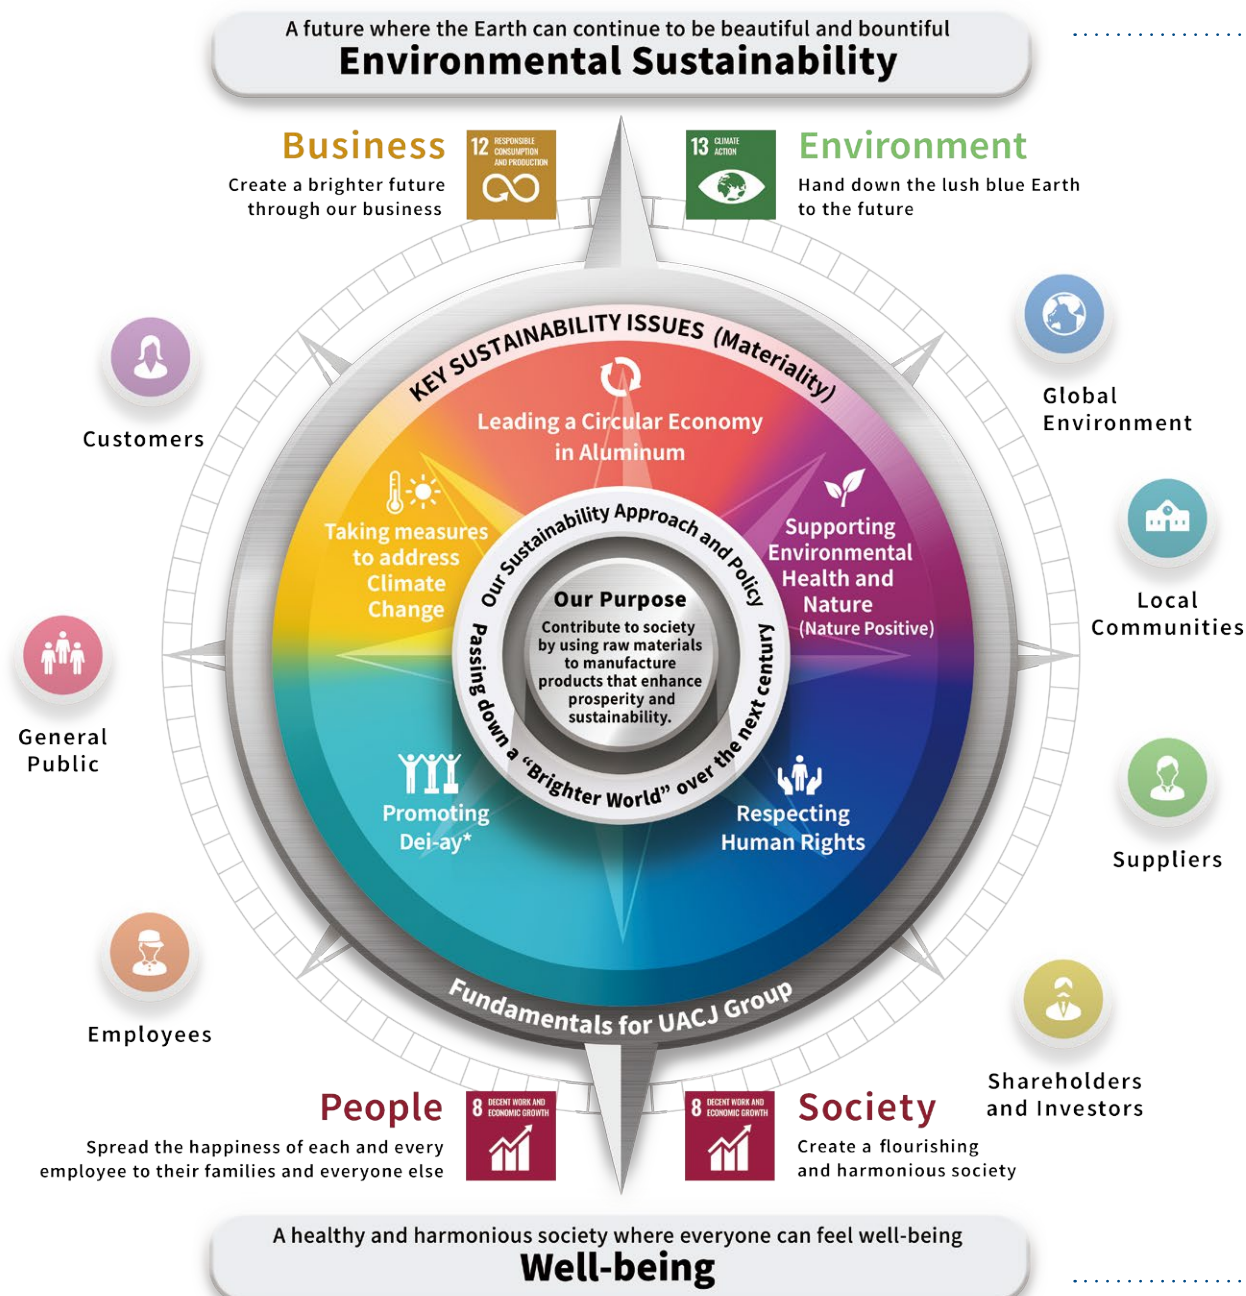 A future where the Earth can continue to be beautiful and bountiful
Environmental Sustainability
Business
Create a brighter future
through our business
12 RESPONSIBLE
CONSUMPTION
AND PRODUCTION
13 CLIMATE
ACTION
Environment
Hand down the lush blue Earth
to the future
KEY SUSTAINABILITY ISSUES (Materiality)
Leading a Circular Economy
in Aluminum
Taking measures
to address
Climate
Change
Supporting
Environmental
Health and
Nature
(Nature Positive)
Our Sustainability Approach and Policy
Our Purpose
Contribute to society
by using raw materials
to manufacture
products that enhance
prosperity and
sustainability.
Passing down a “Brighter World” over the next century
Promoting
Dei-ay*
Respecting
Human Rights
Fundamentals for UACJ Group
Customers
General
Public
Employees
Global
Environment
Local
Communities
Suppliers
Shareholders
and Investors
People
Spread the happiness of each and every
employee to their families and everyone else
8 DECENT WORK AND
ECONOMIC GROWTH
8 DECENT WORK AND
ECONOMIC GROWTH
Society
Create a flourishing
and harmonious society
A healthy and harmonious society where everyone can feel well-being
Well-being